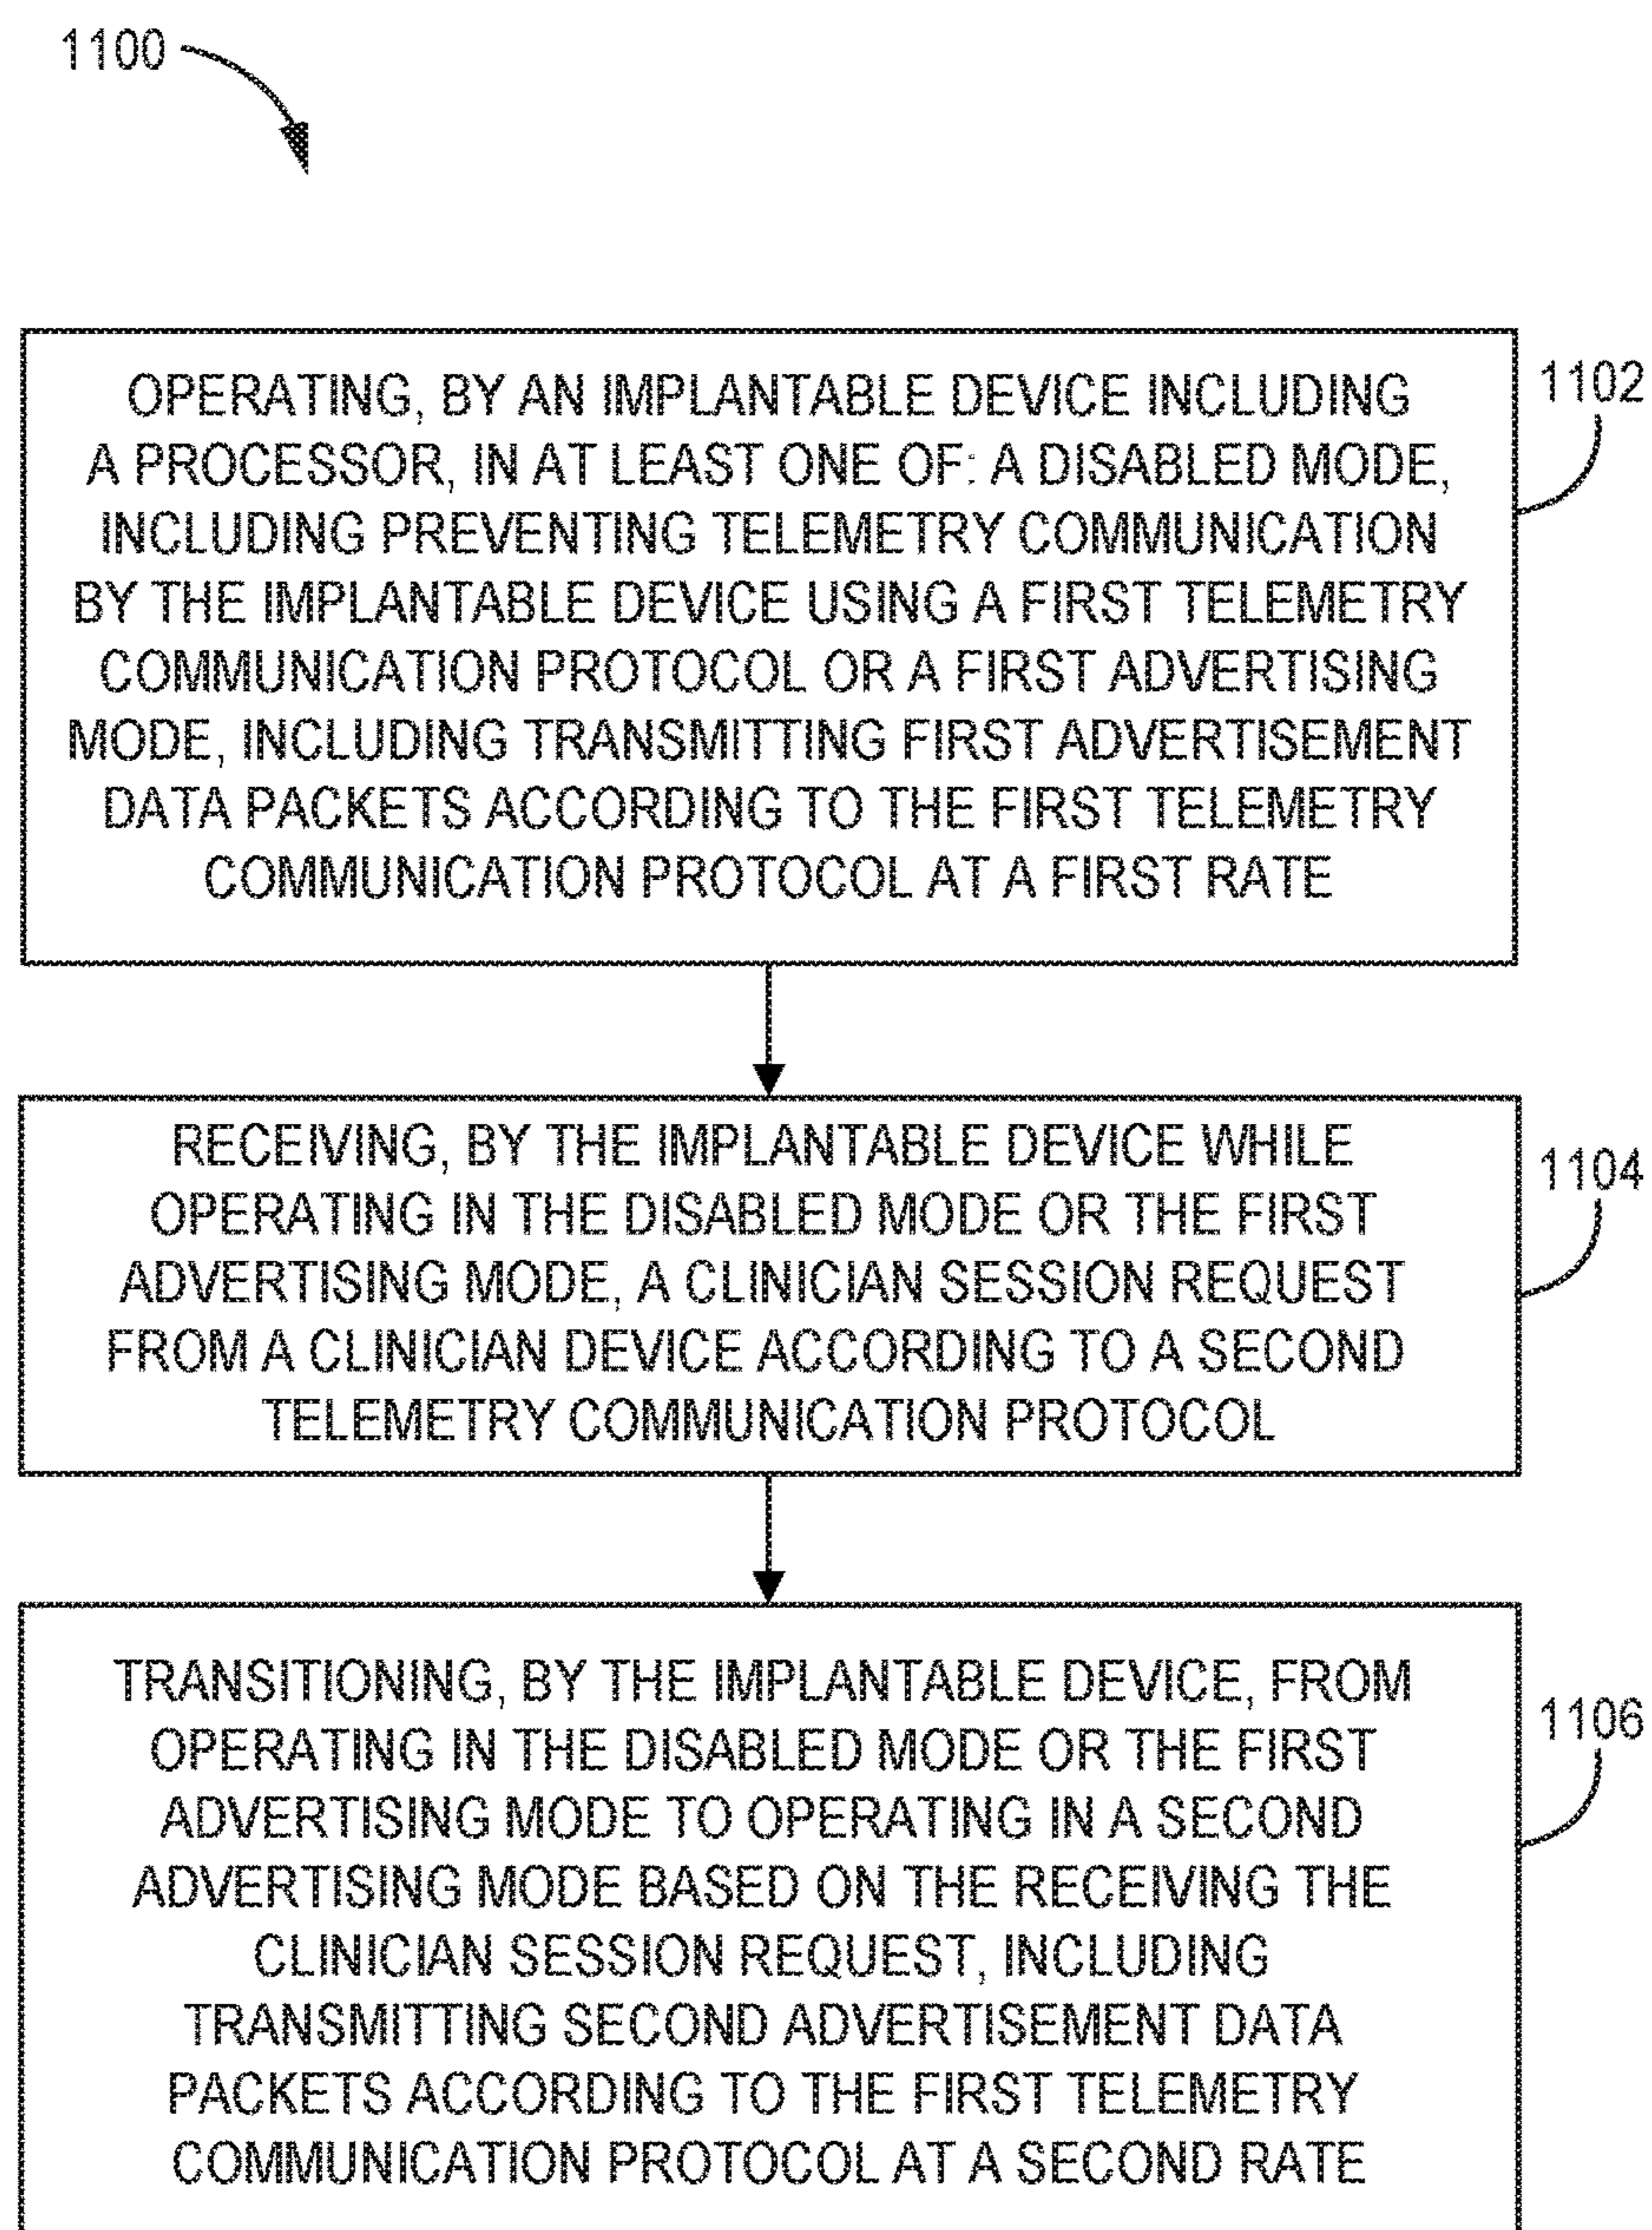 1100
OPERATING, BY AN IMPLANTABLE DEVICE INCLUDING
A PROCESSOR, IN AT LEAST ONE OF: A DISABLED MODE,
INCLUDING PREVENTING TELEMETRY COMMUNICATION
BY THE IMPLANTABLE DEVICE USING A FIRST TELEMETRY
COMMUNICATION PROTOCOL OR A FIRST ADVERTISING
MODE, INCLUDING TRANSMITTING FIRST ADVERTISEMENT
DATA PACKETS ACCORDING TO THE FIRST TELEMETRY
COMMUNICATION PROTOCOL AT A FIRST RATE
1102
RECEIVING, BY THE IMPLANTABLE DEVICE WHILE
OPERATING IN THE DISABLED MODE OR THE FIRST
ADVERTISING MODE, A CLINICIAN SESSION REQUEST
FROM A CLINICIAN DEVICE ACCORDING TO A SECOND
TELEMETRY COMMUNICATION PROTOCOL
1104
TRANSITIONING, BY THE IMPLANTABLE DEVICE, FROM
OPERATING IN THE DISABLED MODE OR THE FIRST
ADVERTISING MODE TO OPERATING IN A SECOND
ADVERTISING MODE BASED ON THE RECEIVING THE
CLINICIAN SESSION REQUEST, INCLUDING
TRANSMITTING SECOND ADVERTISEMENT DATA
PACKETS ACCORDING TO THE FIRST TELEMETRY
COMMUNICATION PROTOCOL AT A SECOND RATE
1106